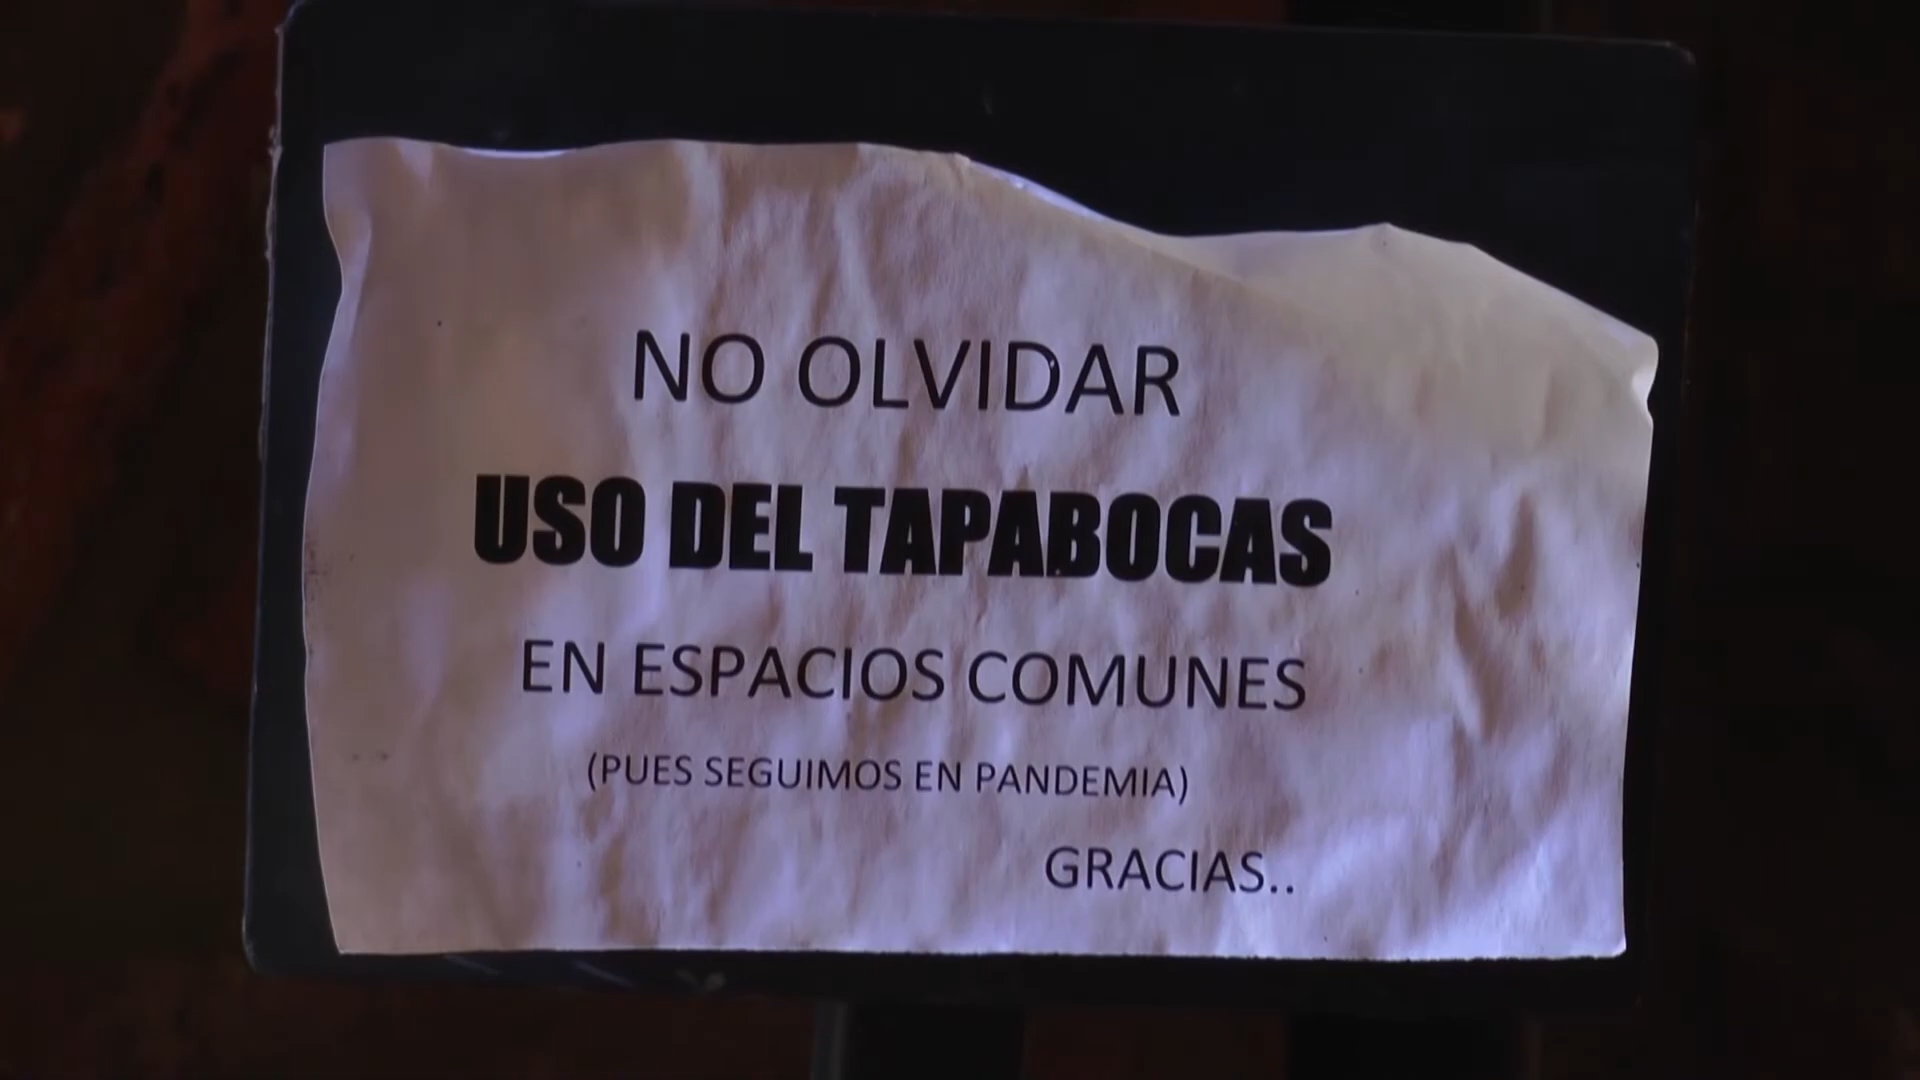 NO OLVIDAR
USO DEL TAPABOCAS
EN ESPACIOS COMUNES
(PUES SEGUIMOS EN PANDEMIA)
GRACIAS..